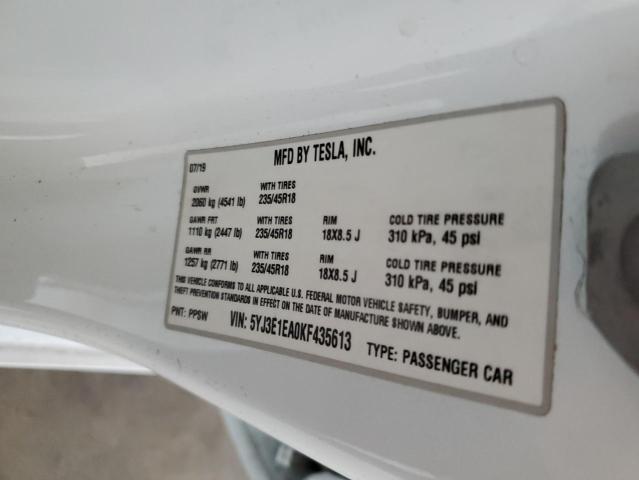 07/19 MFD BY TESLA, INC.
GVWR WITH TIRES
2060 kg (4541 lb) 235/45R18
GAWR FRT WITH TIRES RIM COLD TIRE PRESSURE
1110 kg (2447 lb) 235/45R18 18X8.5 J 310 kPa, 45 psi
GAWR RR WITH TIRES RIM COLD TIRE PRESSURE
1257 kg (2771 lb) 235/45R18 18X8.5 J 310 kPa, 45 psi
THIS VEHICLE CONFORMS TO ALL APPLICABLE U.S. FEDERAL MOTOR VEHICLE SAFETY, BUMPER, AND
THEFT PREVENTION STANDARDS IN EFFECT ON THE DATE OF MANUFACTURE SHOWN ABOVE.
PNT: PPSW VIN: 5YJ3E1EA0KF435613 TYPE: PASSENGER CAR